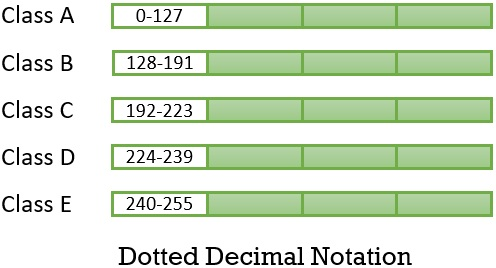 Class A 0-127
Class B 128-191
Class C 192-223
Class D 224-239
Class E 240-255
Dotted Decimal Notation